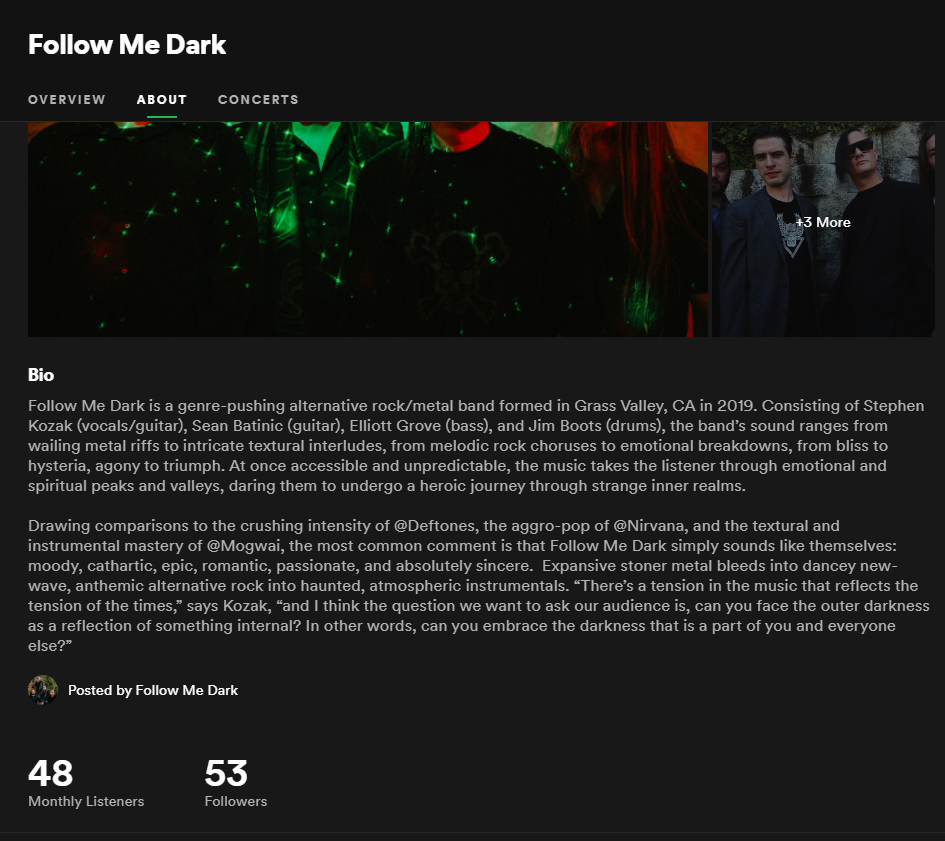 Follow Me Dark
OVERVIEW ABOUT CONCERTS
+3 More
Bio
Follow Me Dark is a genre-pushing alternative rock/metal band formed in Grass Valley, CA in 2019. Consisting of Stephen
Kozak (vocals/guitar), Sean Batinic (guitar), Elliott Grove (bass), and Jim Boots (drums), the band's sound ranges from
wailing metal riffs to intricate textural interludes, from melodic rock choruses to emotional breakdowns, from bliss to
hysteria, agony to triumph. At once accessible and unpredictable, the music takes the listener through emotional and
spiritual peaks and valleys, daring them to undergo a heroic journey through strange inner realms.
Drawing comparisons to the crushing intensity of @Deftones, the aggro-pop of @Nirvana, and the textural and
instrumental mastery of @Mogwai, the most common comment is that Follow Me Dark simply sounds like themselves:
moody, cathartic, epic, romantic, passionate, and absolutely sincere.  Expansive stoner metal bleeds into dancey new-
wave, anthemic alternative rock into haunted, atmospheric instrumentals. “There's a tension in the music that reflects the
tension of the times,” says Kozak, “and I think the question we want to ask our audience is, can you face the outer darkness
as a reflection of something internal? In other words, can you embrace the darkness that is a part of you and everyone
else?”
Posted by Follow Me Dark
48 53
Monthly Listeners Followers